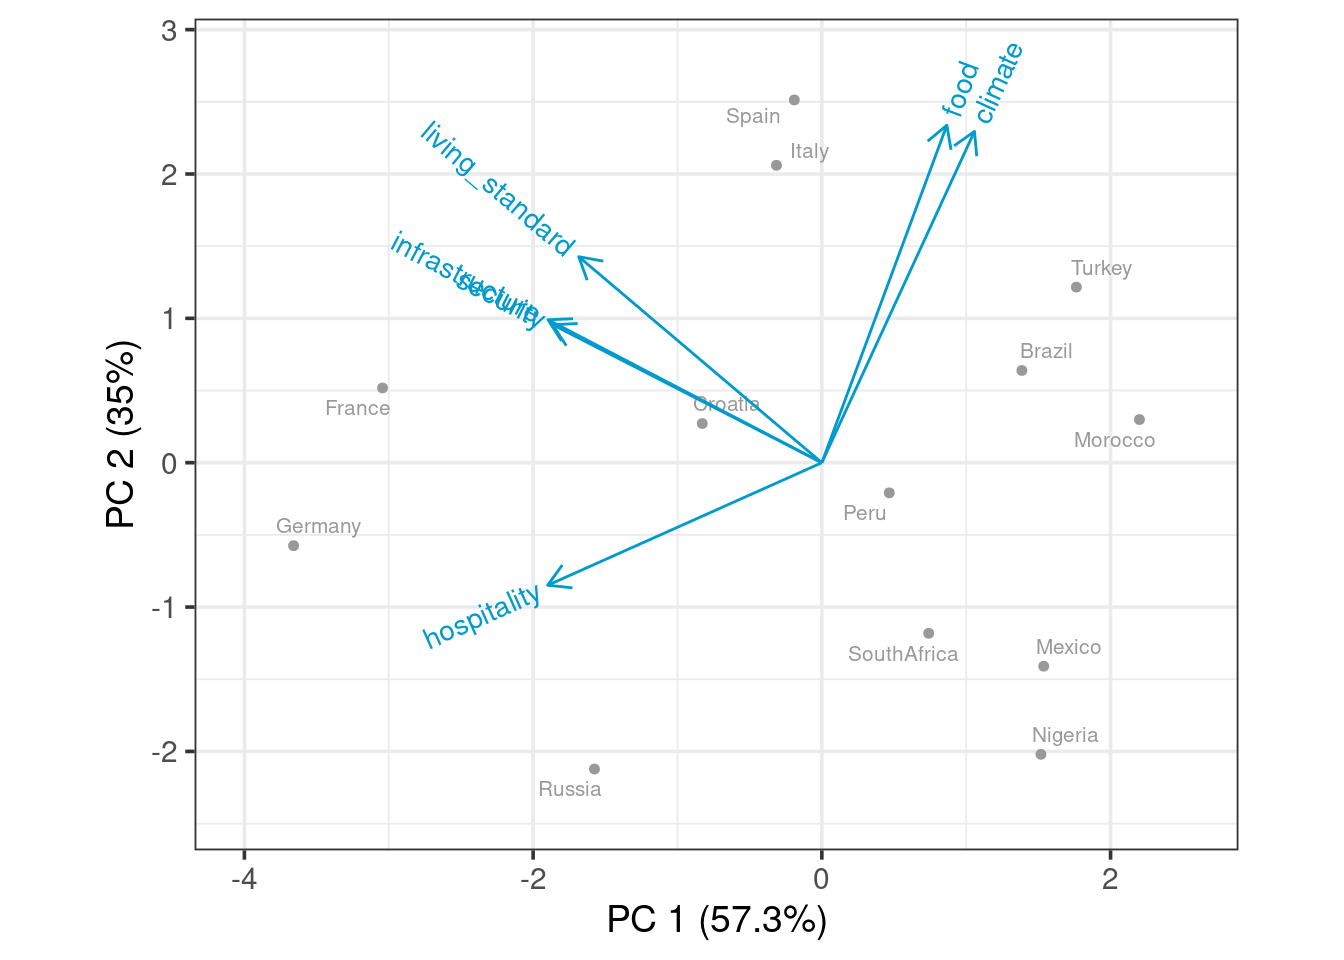 3
food
climate
Spain
living_standard
Italy
2
infrastructure
security
Turkey
1
Brazil
France
Croatia
Morocco
0
Peru
Germany
PC 2 (35%)
-1
hospitality
SouthAfrica
Mexico
Nigeria
-2
Russia
-4
-2
0
2
PC 1 (57.3%)